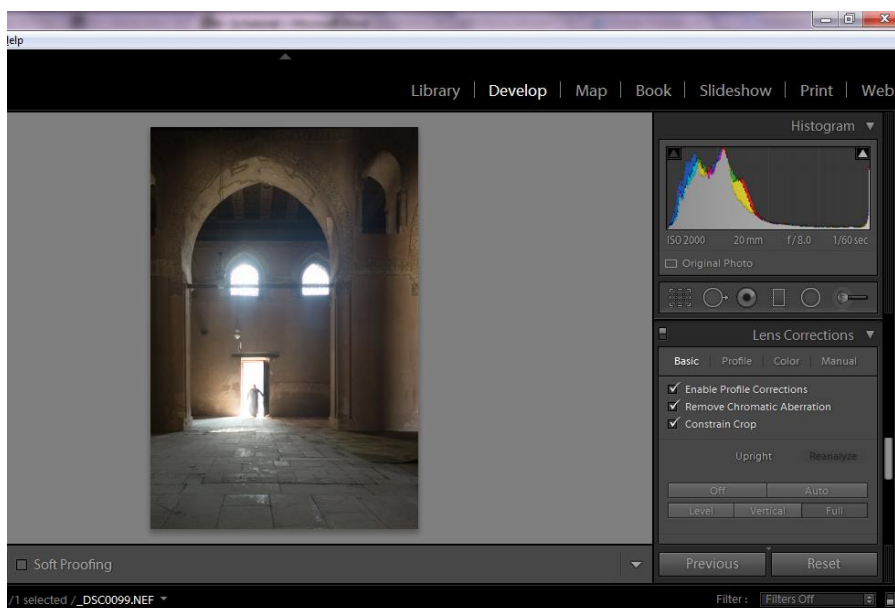 Help
Library | Develop | Map | Book | Slideshow | Print | Web
Histogram
ISO 2000 20 mm f/8.0 1/60 sec
Original Photo
Lens Corrections
Basic | Profile | Color | Manual
Enable Profile Corrections
Remove Chromatic Aberration
Constrain Crop
Upright Reanalyze
Off Auto
Level Vertical Full
Soft Proofing
Previous Reset
/1 selected /_DSC0099.NEF
Filter : Filters Off